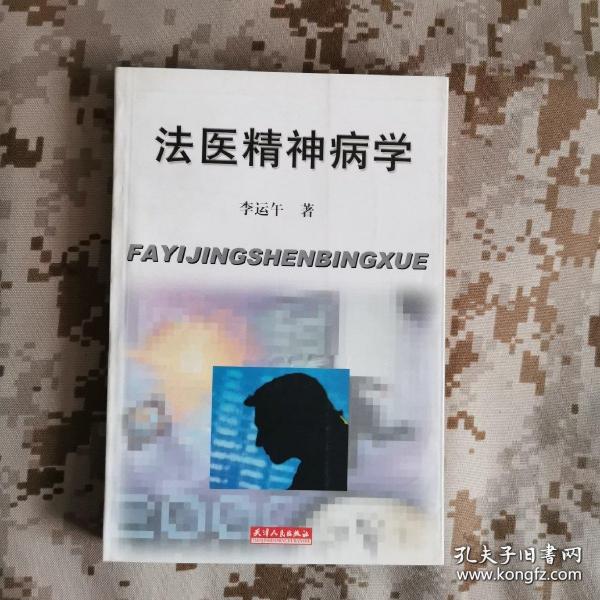 法医精神病学
李运午 著
FAYIJINGSHENBINGXUE
200
天津人民出版社
孔夫子旧书网
www.kongfz.com